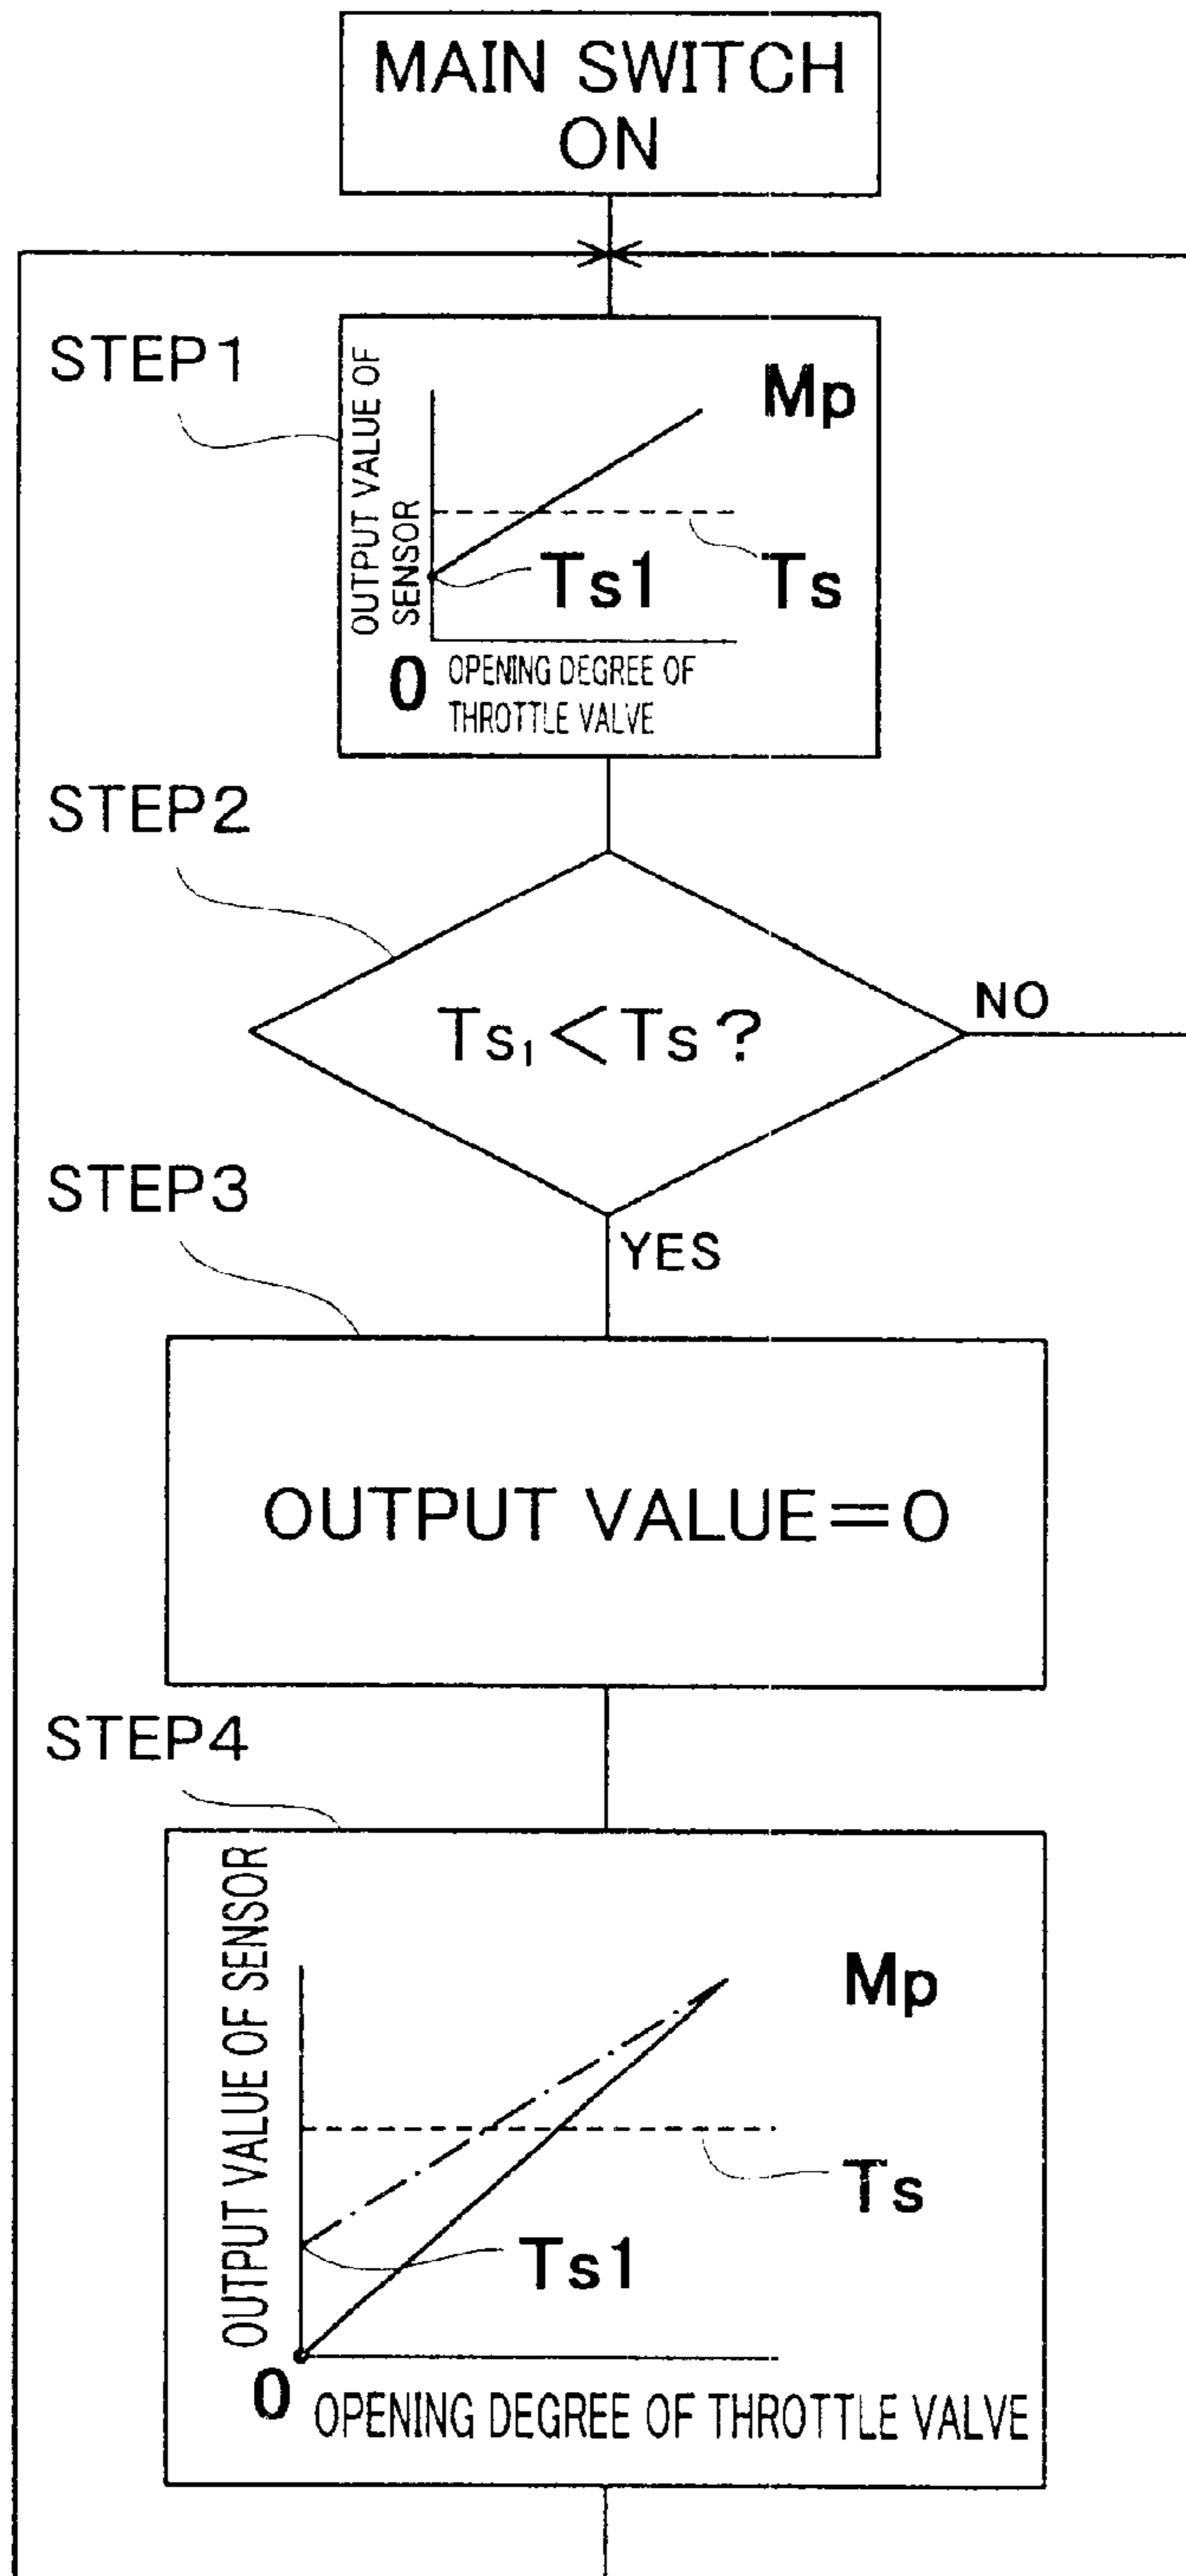 MAIN SWITCH
ON
STEP1
OUTPUT VALUE OF
SENSOR
Mp
Ts1
Ts
0
OPENING DEGREE OF
THROTTLE VALVE
STEP2
Ts₁<Ts?
NO
YES
STEP3
OUTPUT VALUE=0
STEP4
OUTPUT VALUE OF SENSOR
Mp
Ts
Ts1
0
OPENING DEGREE OF THROTTLE VALVE